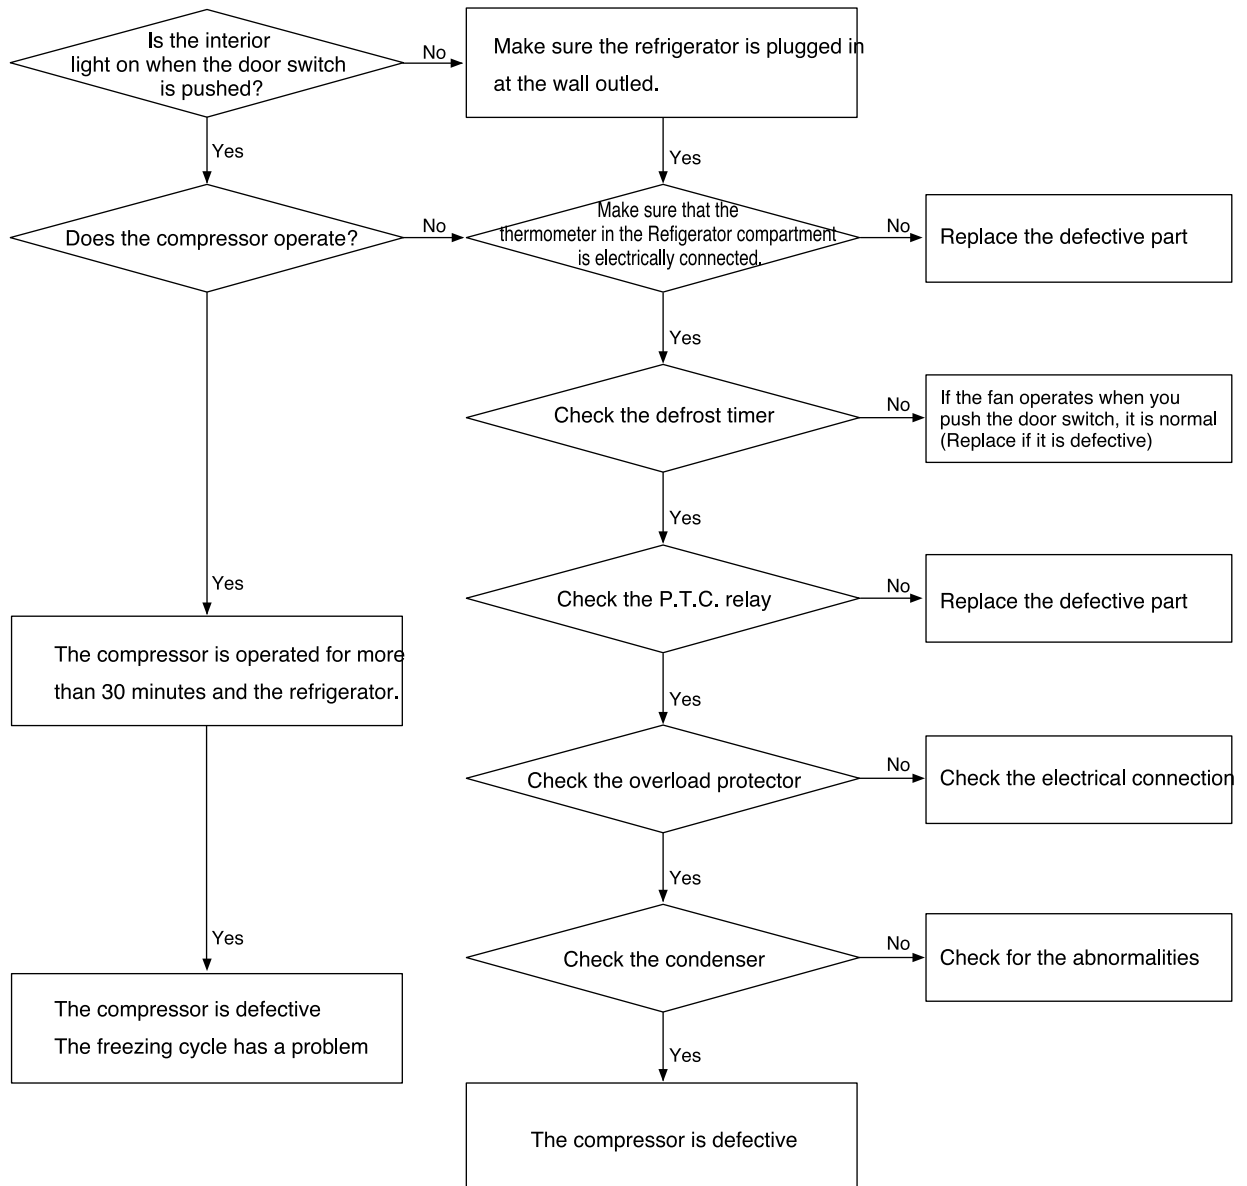 Is the interior
light on when the door switch
is pushed?
No
Make sure the refrigerator is plugged in
at the wall outled.
Yes
Yes
Does the compressor operate?
No
Make sure that the
thermometer in the Refigerator compartment
is electrically connected.
No
Replace the defective part
Yes
Check the defrost timer
No
If the fan operates when you
push the door switch, it is normal
(Replace if it is defective)
Yes
Yes
Check the P.T.C. relay
No
Replace the defective part
The compressor is operated for more
than 30 minutes and the refrigerator.
Yes
Check the overload protector
No
Check the electrical connection
Yes
Yes
Check the condenser
No
Check for the abnormalities
The compressor is defective
The freezing cycle has a problem
Yes
The compressor is defective